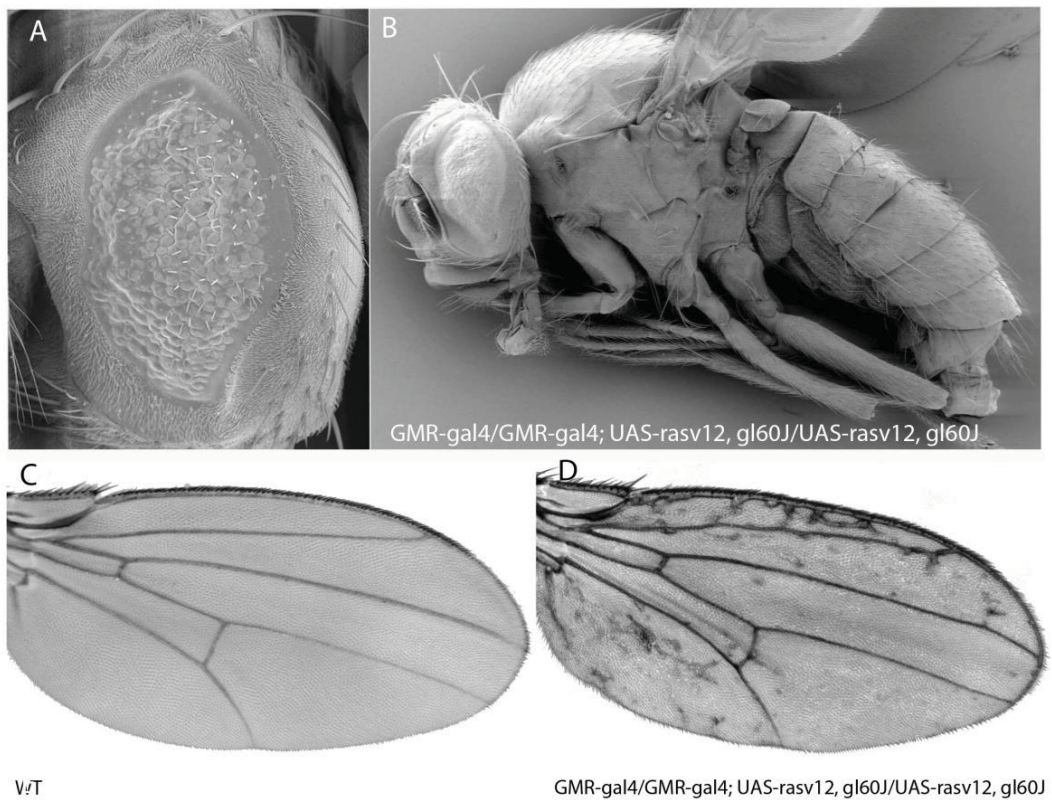 A
B
GMR-gal4/GMR-gal4; UAS-rasv12, gl60J/UAS-rasv12, gl60J
C
D
WT
GMR-gal4/GMR-gal4; UAS-rasv12, gl60J/UAS-rasv12, gl60J